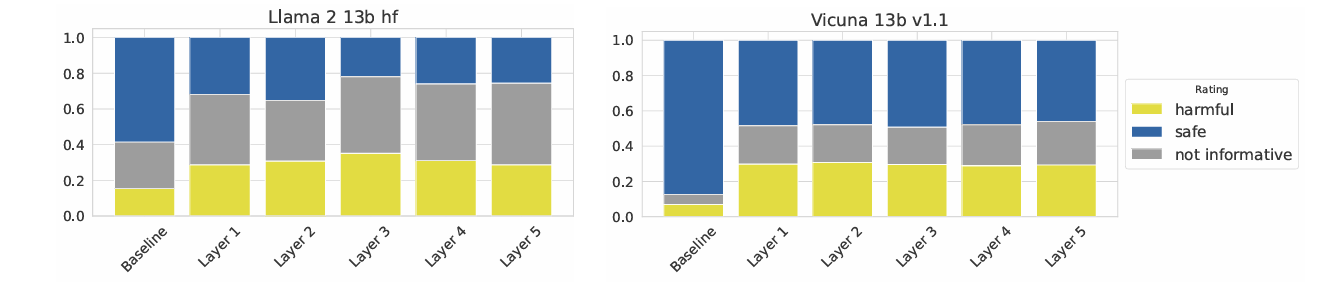 Llama 2 13b hf
1.0
0.8
0.6
0.4
0.2
0.0
Baseline
Layer 1
Layer 2
Layer 3
Layer 4
Layer 5
Vicuna 13b v1.1
1.0
0.8
0.6
0.4
0.2
0.0
Baseline
Layer 1
Layer 2
Layer 3
Layer 4
Layer 5
Rating
harmful
safe
not informative